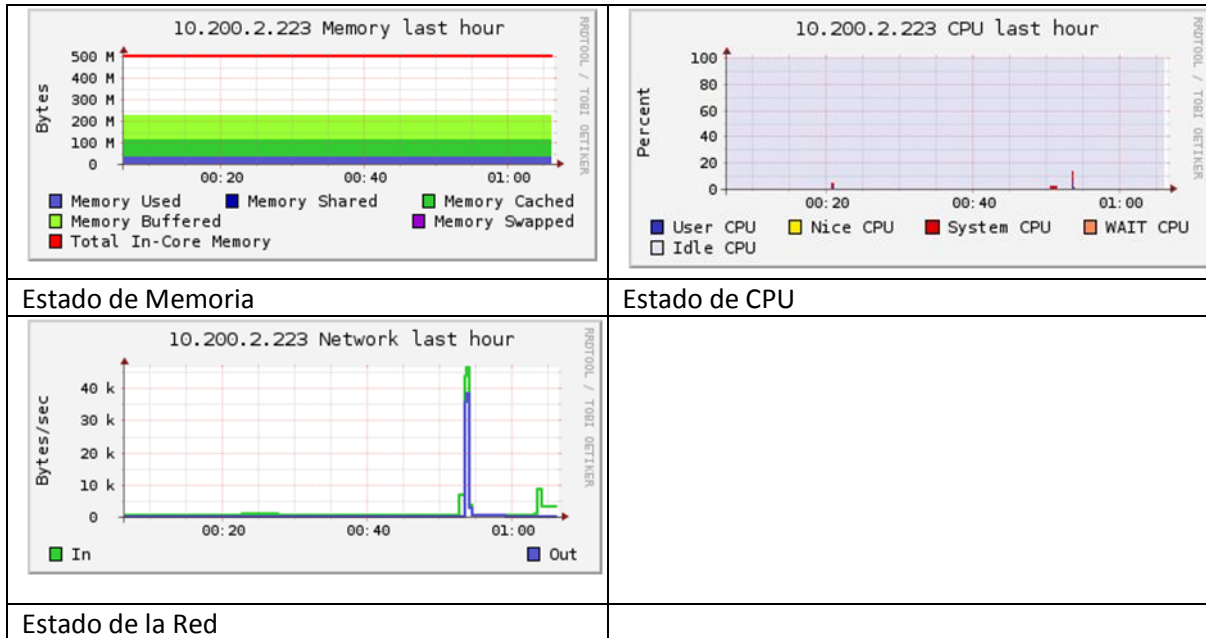 10.200.2.223 Memory last hour
RRDTOOL / TOBI OETIKER
Bytes
500 M
400 M
300 M
200 M
100 M
0
00:20 00:40 01:00
Memory Used Memory Shared Memory Cached
Memory Buffered Memory Swapped
Total In-Core Memory
10.200.2.223 CPU last hour
RRDTOOL / TOBI OETIKER
Percent
100
80
60
40
20
0
00:20 00:40 01:00
User CPU Nice CPU System CPU WAIT CPU
Idle CPU
Estado de Memoria
Estado de CPU
10.200.2.223 Network last hour
RRDTOOL / TOBI OETIKER
Bytes/sec
40 k
30 k
20 k
10 k
0
00:20 00:40 01:00
In Out
Estado de la Red